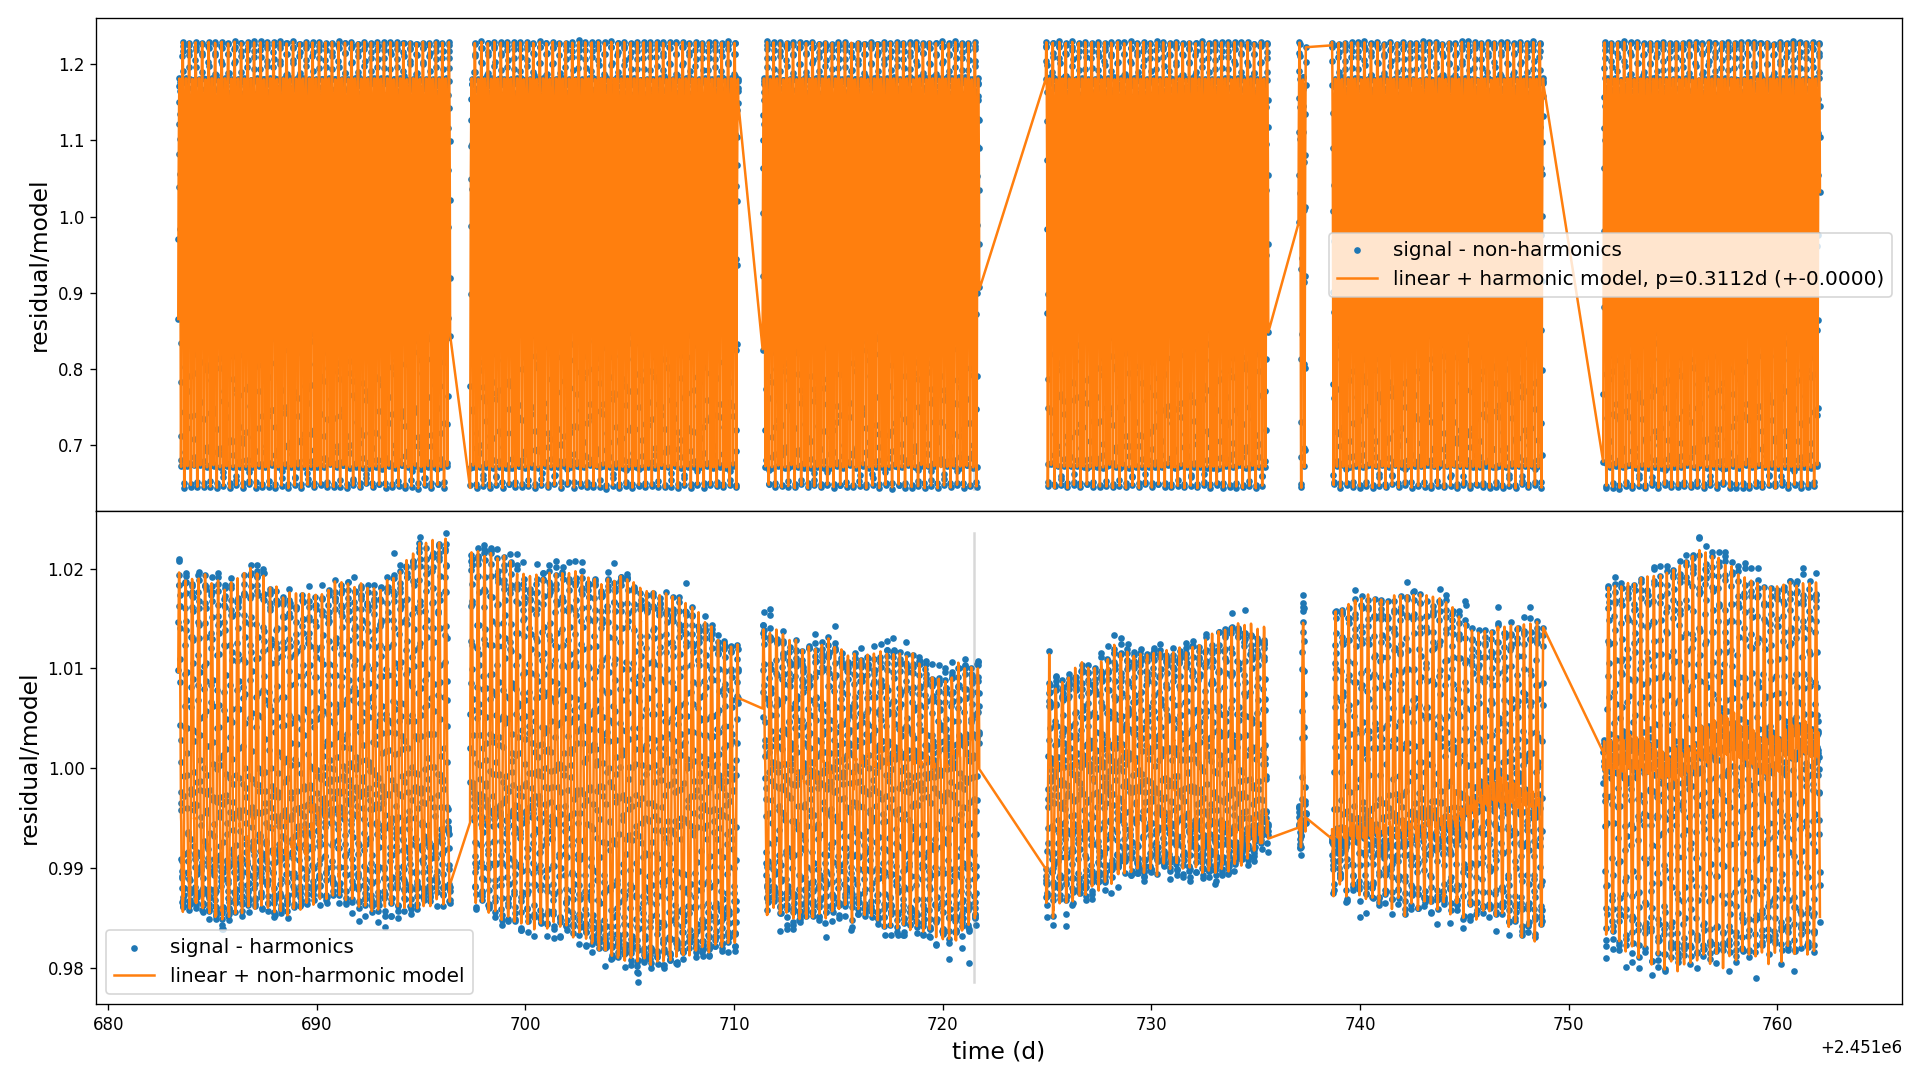 1.2
1.1
1.0
0.9
0.8
0.7
residual/model
signal - non-harmonics
linear + harmonic model, p=0.3112d (+-0.0000)
1.02
1.01
1.00
0.99
0.98
residual/model
signal - harmonics
linear + non-harmonic model
680 690 700 710 720 730 740 750 760
+2.451e6
time (d)